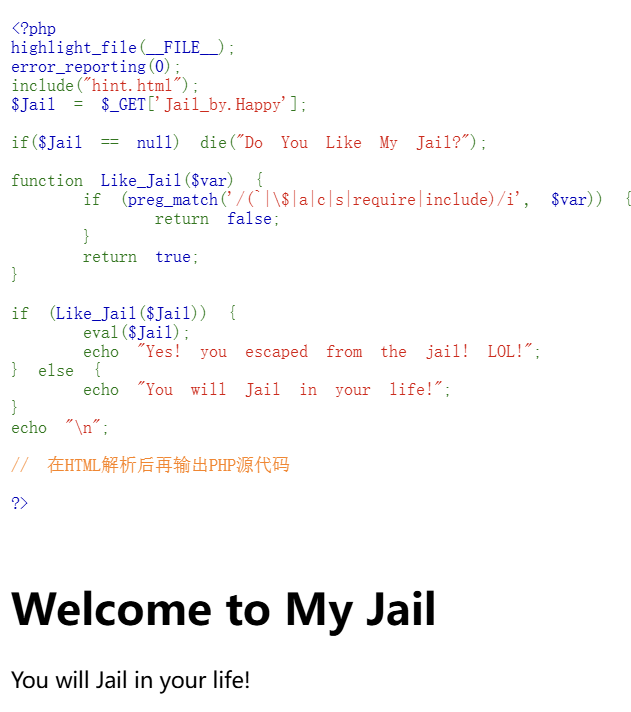 <?php
highlight_file(__FILE__);
error_reporting(0);
include("hint.html");
$Jail = $_GET['Jail_by.Happy'];
if($Jail == null) die("Do You Like My Jail?");
function Like_Jail($var) {
if (preg_match('/(`|\$|a|c|s|require|include)/i', $var)) {
return false;
}
return true;
}
if (Like_Jail($Jail)) {
eval($Jail);
echo "Yes! you escaped from the jail! LOL!";
} else {
echo "You will Jail in your life!";
}
echo "\n";
// 在HTML解析后再输出PHP源代码
?>
Welcome to My Jail
You will Jail in your life!